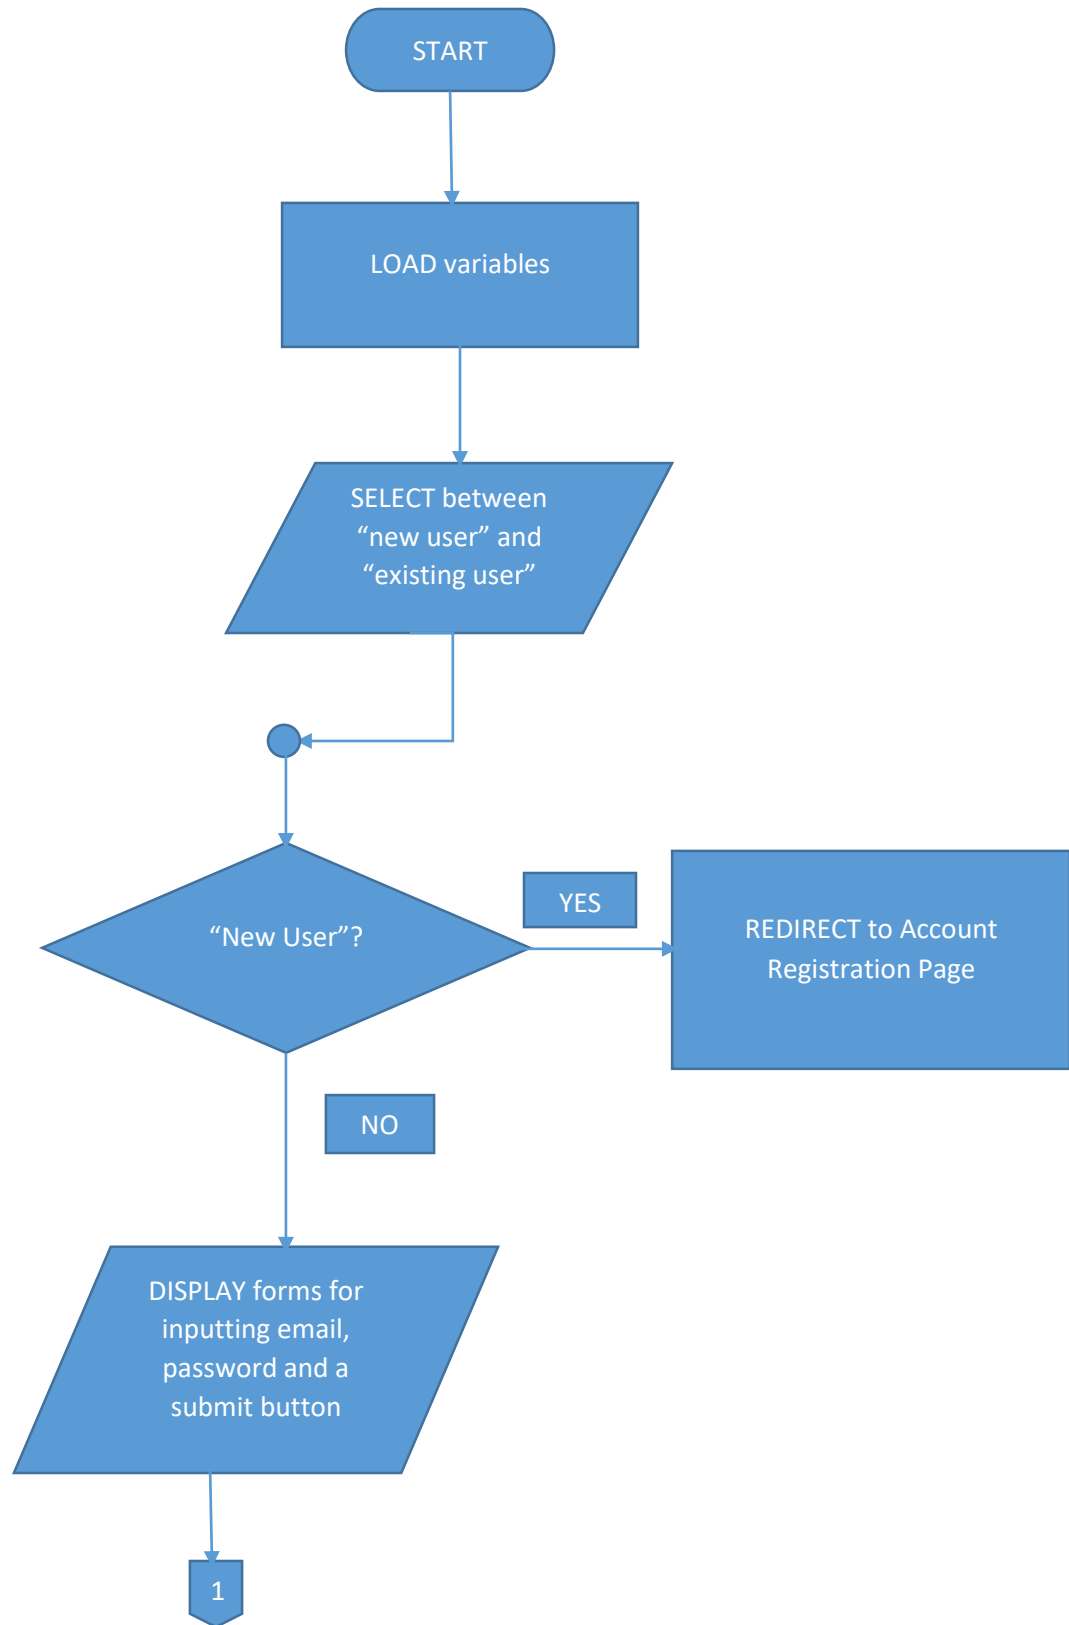 START
LOAD variables
SELECT between
“new user” and
“existing user”
“New User”?
YES
REDIRECT to Account
Registration Page
NO
DISPLAY forms for
inputting email,
password and a
submit button
1